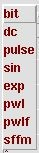 bit
dc
pulse
sin
exp
pwl
pwlf
sffm